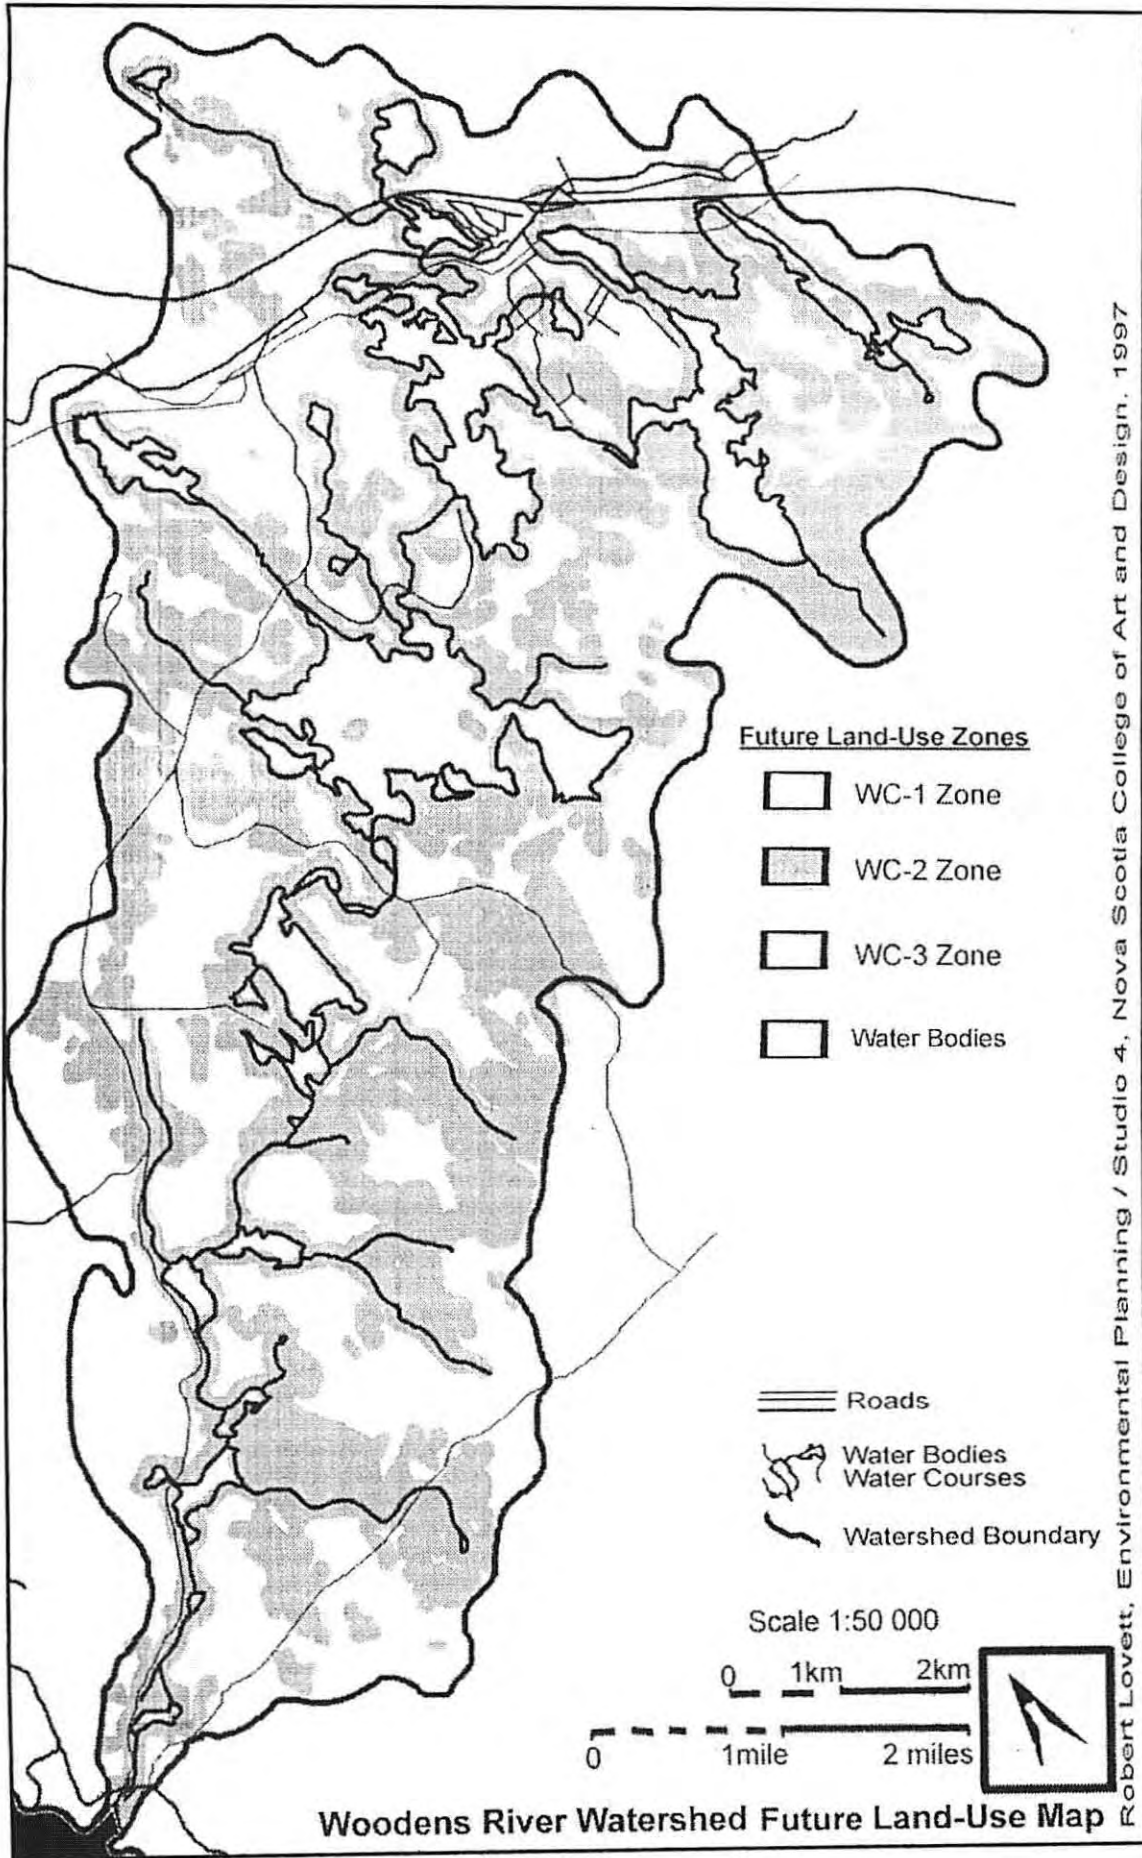 Future Land-Use Zones
WC-1 Zone
WC-2 Zone
WC-3 Zone
Water Bodies
Roads
Water Bodies
Water Courses
Watershed Boundary
Scale 1:50 000
0 1km 2km
0 1mile 2 miles
Woodens River Watershed Future Land-Use Map
Robert Lovett, Environmental Planning / Studio 4, Nova Scotia College of Art and Design, 1997